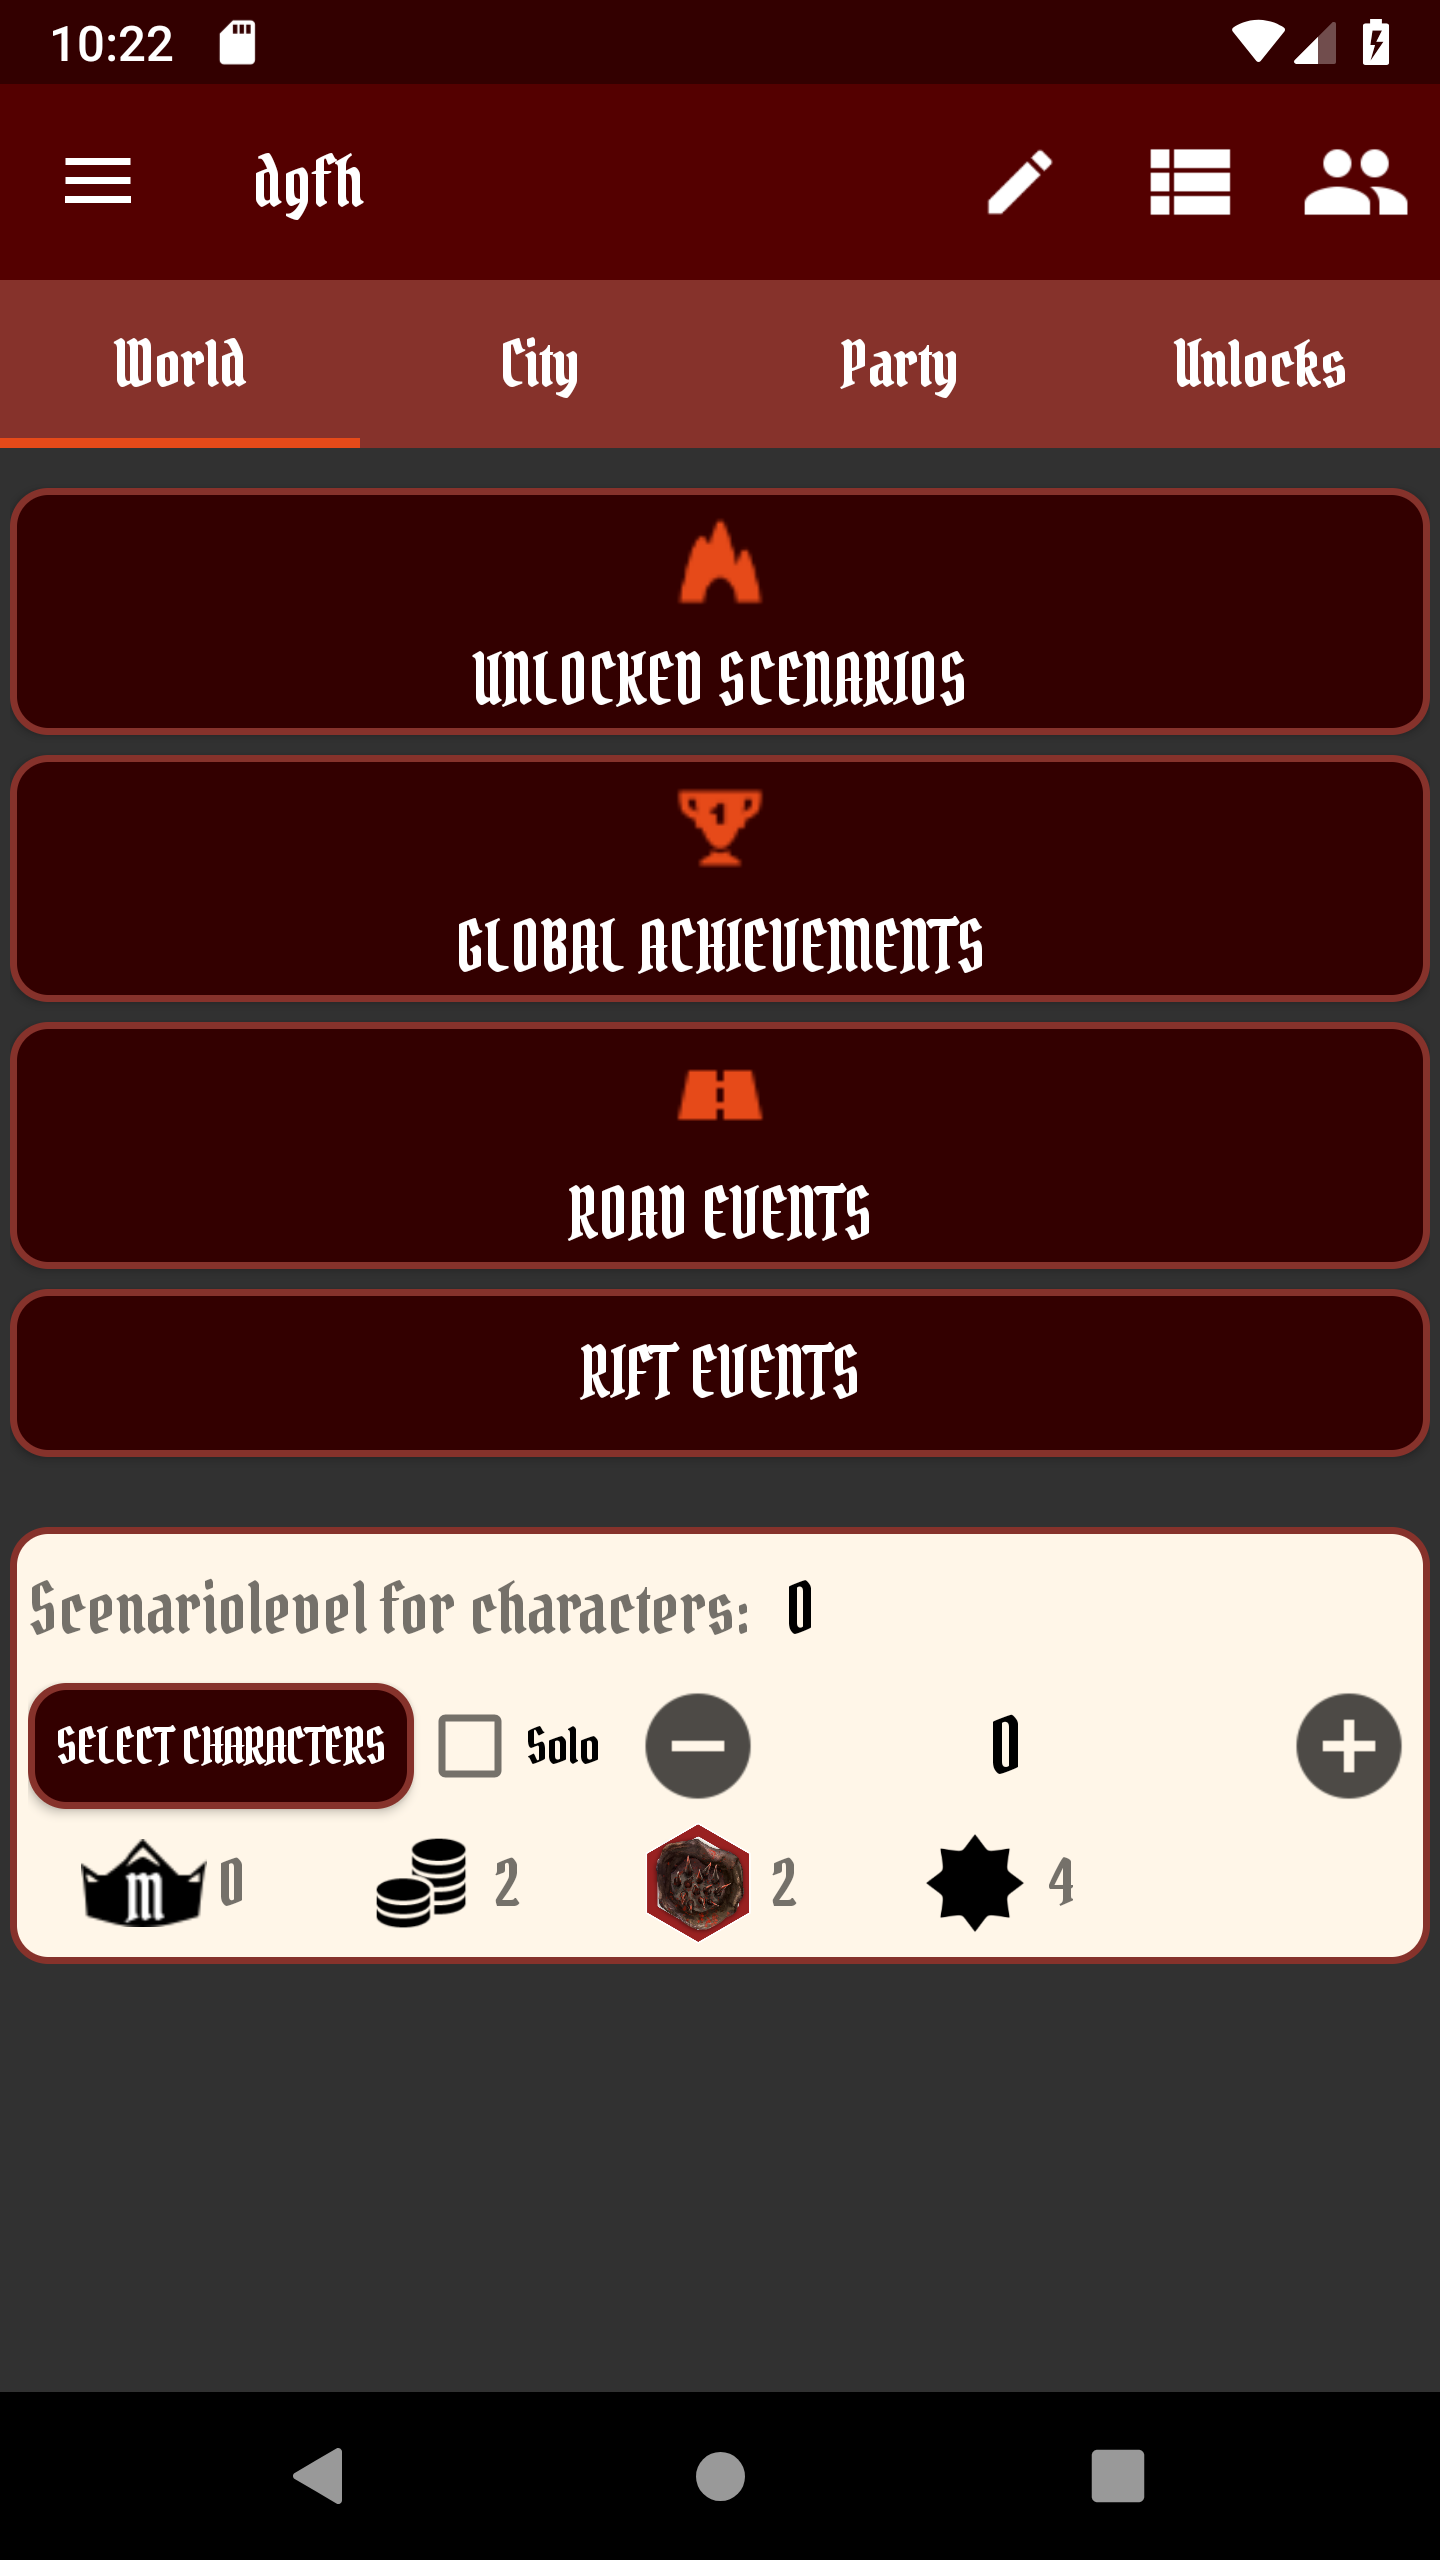 10:22
dgfh
World City Party Unlocks
UNLOCKED SCENARIOS
1
GLOBAL ACHIEVEMENTS
ROAD EVENTS
RIFT EVENTS
Scenariolevel for characters: 0
SELECT CHARACTERS Solo 0
M 0 2 2 4